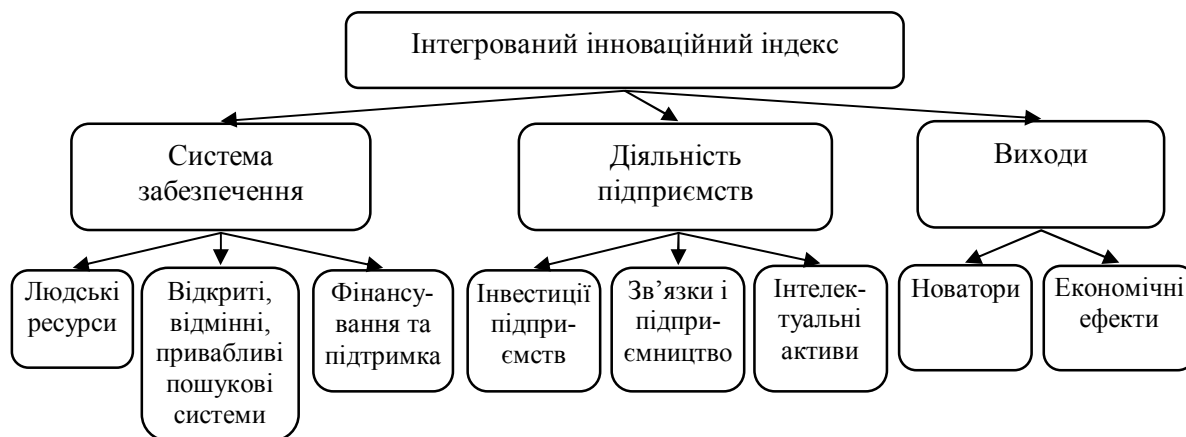 Інтегрований інноваційний індекс
Система
забезпечення
Діяльність
підприємств
Виходи
Людські
ресурси
Відкриті,
відмінні,
привабливі
пошукові
системи
Фінансу-
вання та
підтримка
Інвестиції
підпри-
ємств
Зв’язки і
підпри-
ємництво
Інтелек-
туальні
активи
Новатори
Економічні
ефекти